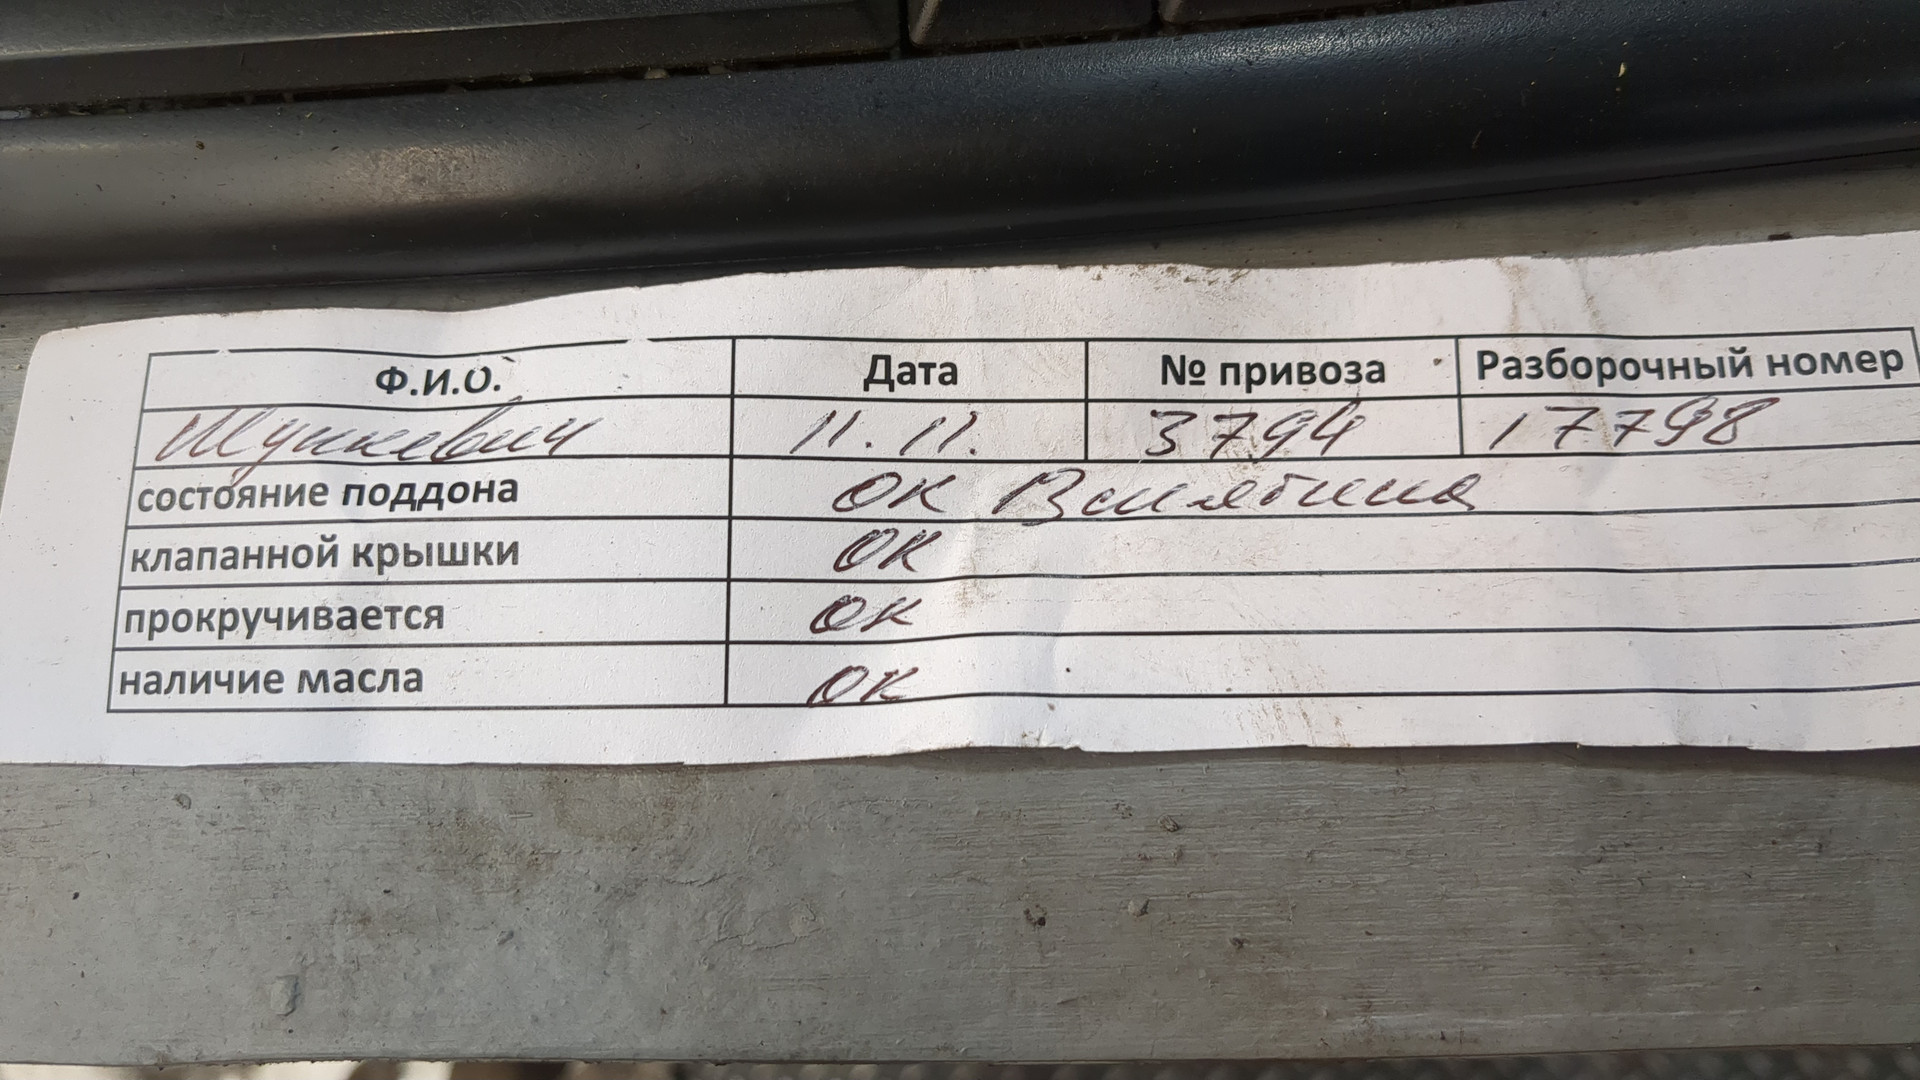 Ф.И.О. Дата № привоза Разборочный номер
Шушкевич 11.11. 3794 17798
состояние поддона ОК Вмятина
клапанной крышки ОК
прокручивается ОК
наличие масла ОК